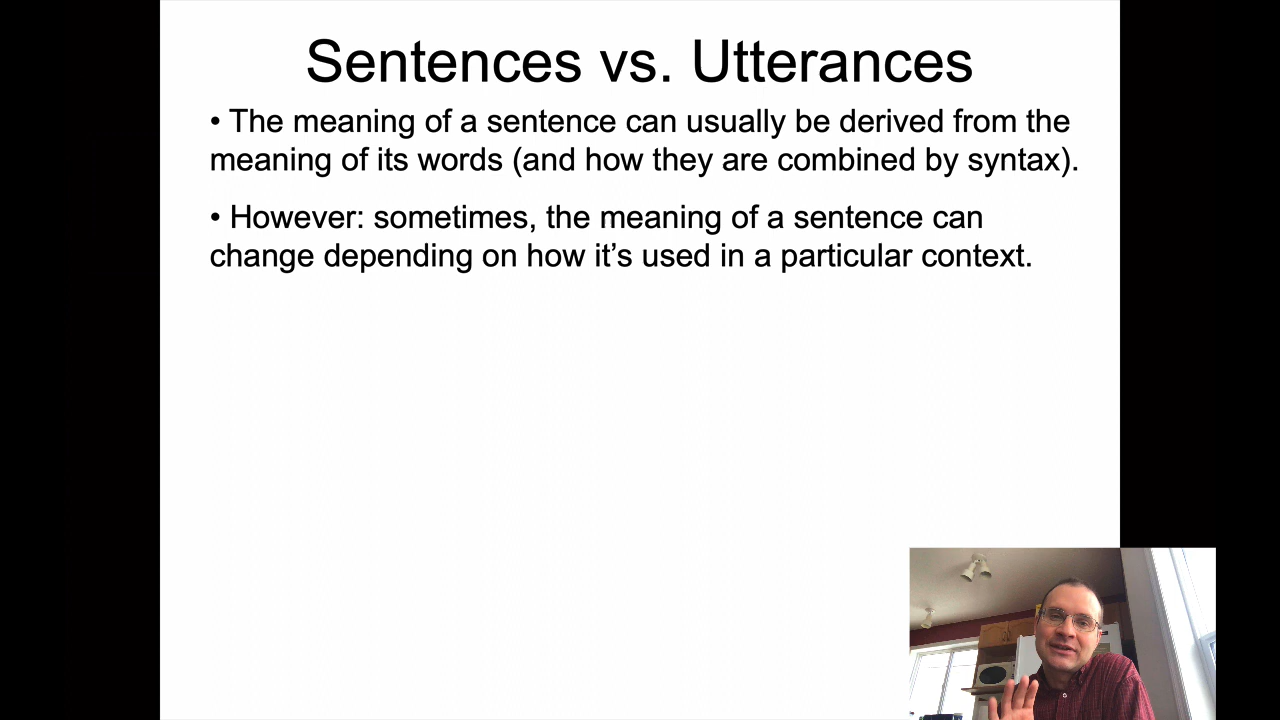 Sentences vs. Utterances
• The meaning of a sentence can usually be derived from the
meaning of its words (and how they are combined by syntax).
• However: sometimes, the meaning of a sentence can
change depending on how it’s used in a particular context.